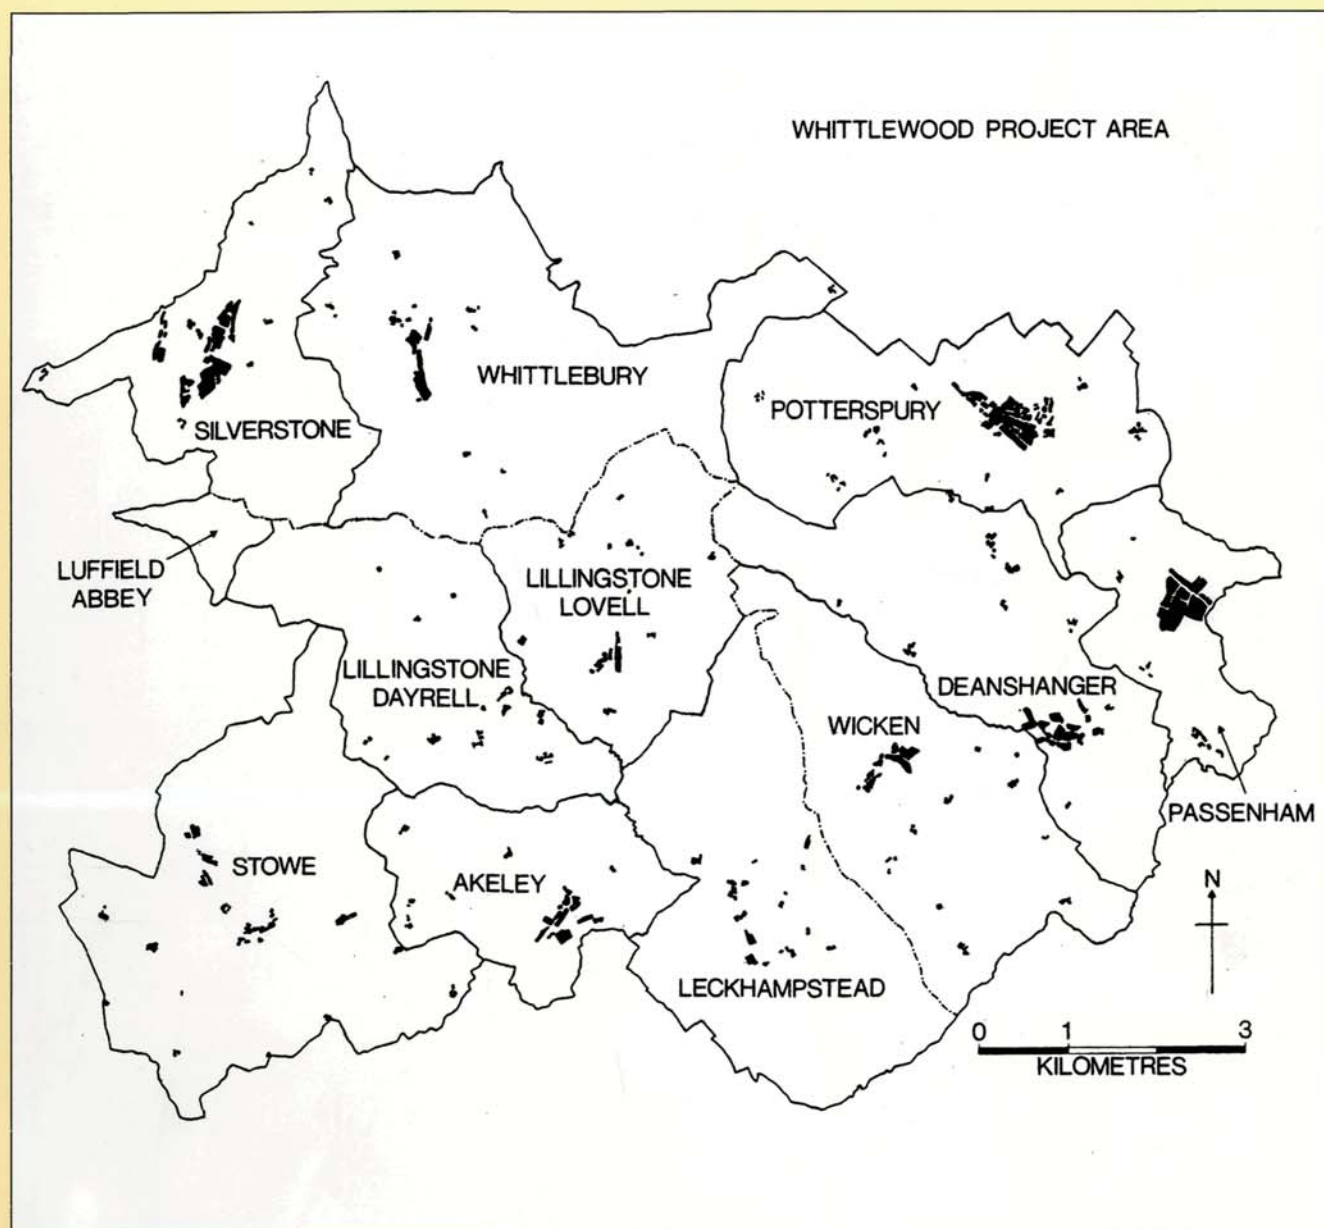 WHITTLEWOOD PROJECT AREA
WHITTLEBURY
POTTERSPURY
SILVERSTONE
LUFFIELD
ABBEY
LILLINGSTONE
LOVELL
LILLINGSTONE
DAYRELL
DEANSHANGER
WICKEN
PASSENHAM
STOWE
AKELEY
N
LECKHAMPSTEAD
0 1 3
KILOMETRES